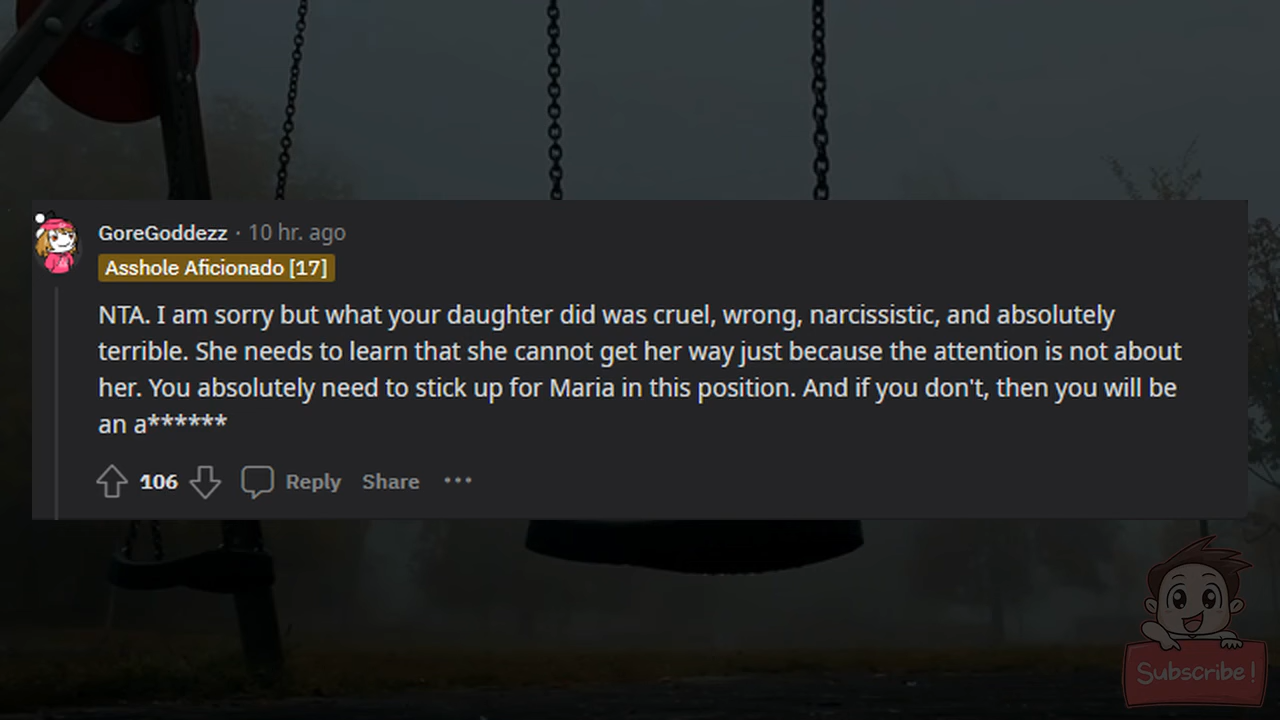 GoreGoddezz · 10 hr. ago
Asshole Aficionado [17]
NTA. I am sorry but what your daughter did was cruel, wrong, narcissistic, and absolutely
terrible. She needs to learn that she cannot get her way just because the attention is not about
her. You absolutely need to stick up for Maria in this position. And if you don't, then you will be
an a******
106 Reply Share ···
Subscribe!